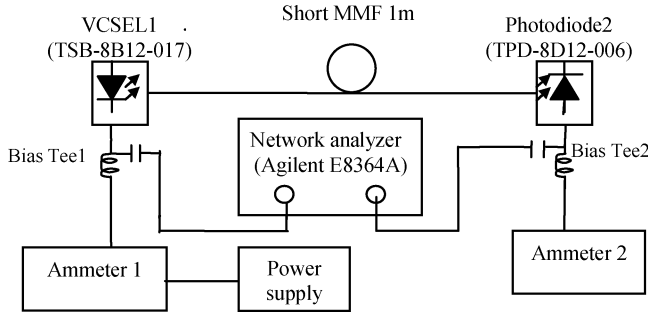 VCSEL1
(TSB-8B12-017)
Short MMF 1m
Photodiode2
(TPD-8D12-006)
Bias Tee1
Network analyzer
(Agilent E8364A)
Bias Tee2
Ammeter 1
Power
supply
Ammeter 2